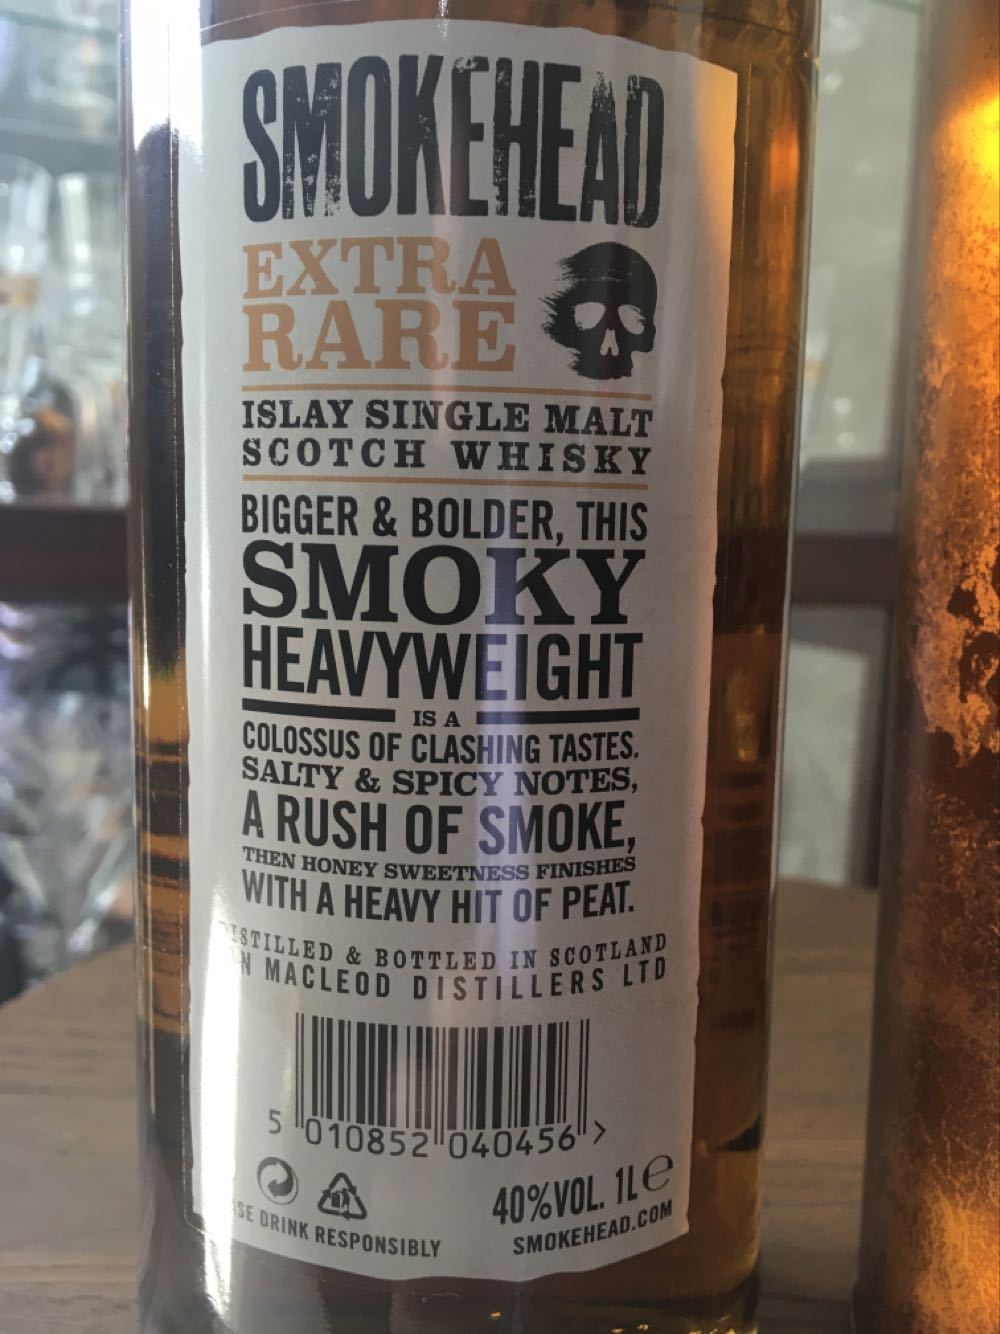 SMOKEHEAD
EXTRA
RARE
ISLAY SINGLE MALT
SCOTCH WHISKY
BIGGER & BOLDER, THIS
SMOKY
HEAVYWEIGHT
IS A
COLOSSUS OF CLASHING TASTES.
SALTY & SPICY NOTES,
A RUSH OF SMOKE,
THEN HONEY SWEETNESS FINISHES
WITH A HEAVY HIT OF PEAT.
DISTILLED & BOTTLED IN SCOTLAND
MACLEOD DISTILLERS LTD
5 010852 040456 >
40%VOL. 1L e
DRINK RESPONSIBLY
SMOKEHEAD.COM